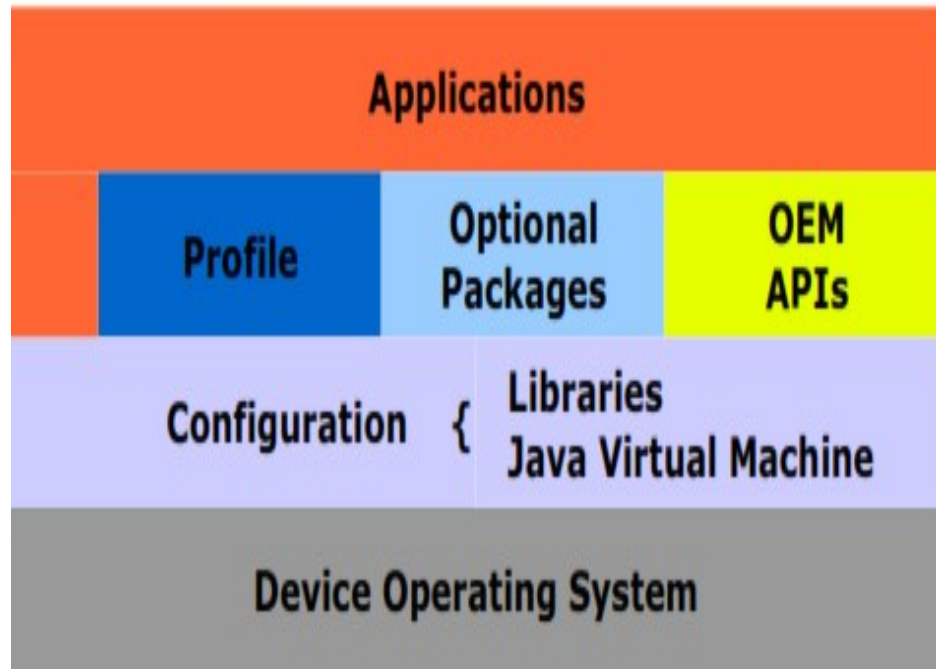 Applications
Profile
Optional
Packages
OEM
APIs
Configuration {
Libraries
Java Virtual Machine
Device Operating System